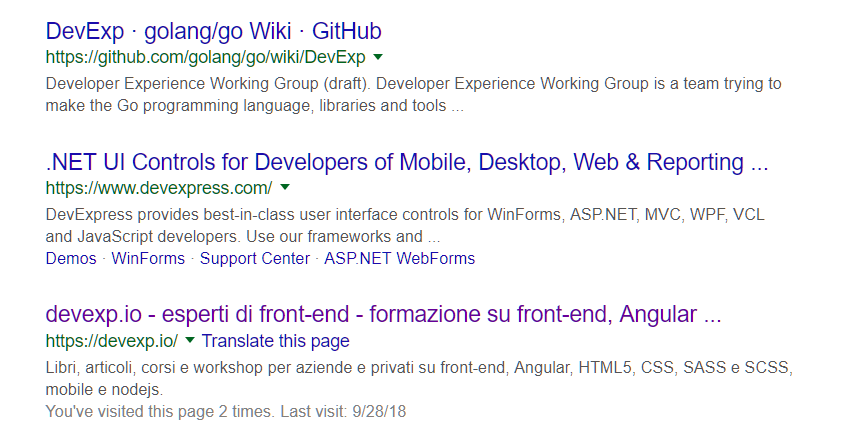 DevExp · golang/go Wiki · GitHub
https://github.com/golang/go/wiki/DevExp
Developer Experience Working Group (draft). Developer Experience Working Group is a team trying to
make the Go programming language, libraries and tools ...
.NET UI Controls for Developers of Mobile, Desktop, Web & Reporting ...
https://www.devexpress.com/
DevExpress provides best-in-class user interface controls for WinForms, ASP.NET, MVC, WPF, VCL
and JavaScript developers. Use our frameworks and ...
Demos · WinForms · Support Center · ASP.NET WebForms
devexp.io - esperti di front-end - formazione su front-end, Angular ...
https://devexp.io/ Translate this page
Libri, articoli, corsi e workshop per aziende e privati su front-end, Angular, HTML5, CSS, SASS e SCSS,
mobile e nodejs.
You've visited this page 2 times. Last visit: 9/28/18